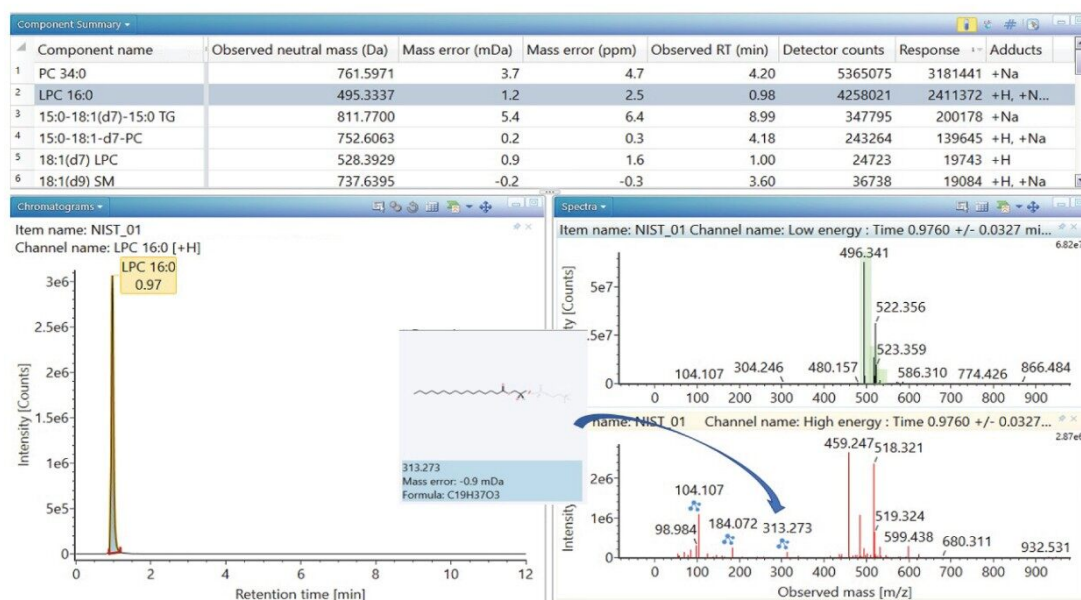 Component Summary
Component name Observed neutral mass (Da) Mass error (mDa) Mass error (ppm) Observed RT (min) Detector counts Response Adducts
1 PC 34:0 761.5971 3.7 4.7 4.20 5365075 3181441 +Na
2 LPC 16:0 495.3337 1.2 2.5 0.98 4258021 2411372 +H, +N...
3 15:0-18:1(d7)-15:0 TG 811.7700 5.4 6.4 8.99 347795 200178 +Na
4 15:0-18:1-d7-PC 752.6063 0.2 0.3 4.18 243264 139645 +H, +Na
5 18:1(d7) LPC 528.3929 0.9 1.6 1.00 24723 19743 +H
6 18:1(d9) SM 737.6395 -0.2 -0.3 3.60 36738 19084 +H, +Na
Chromatograms
Item name: NIST_01
Channel name: LPC 16:0 [+H]
LPC 16:0
0.97
3e6
2.5e6
2e6
1.5e6
1e6
5e5
0
Intensity [Counts]
0 2 4 6 8 10 12
Retention time [min]
313.273
Mass error: -0.9 mDa
Formula: C19H37O3
Spectra
Item name: NIST_01 Channel name: Low energy : Time 0.9760 +/- 0.0327 mi...
6.82e7
496.341
5e7
522.356
.5e7
523.359
104.107 304.246 480.157 586.310 774.426 866.484
0
Intensity [Counts]
0 100 200 300 400 500 600 700 800 900
name: NIST_01 Channel name: High energy : Time 0.9760 +/- 0.0327...
2.87e6
459.247 518.321
2e6
104.107
1e6
184.072 313.273 519.324
98.984 599.438 680.311 932.531
0
0 100 200 300 400 500 600 700 800 900
Observed mass [m/z]